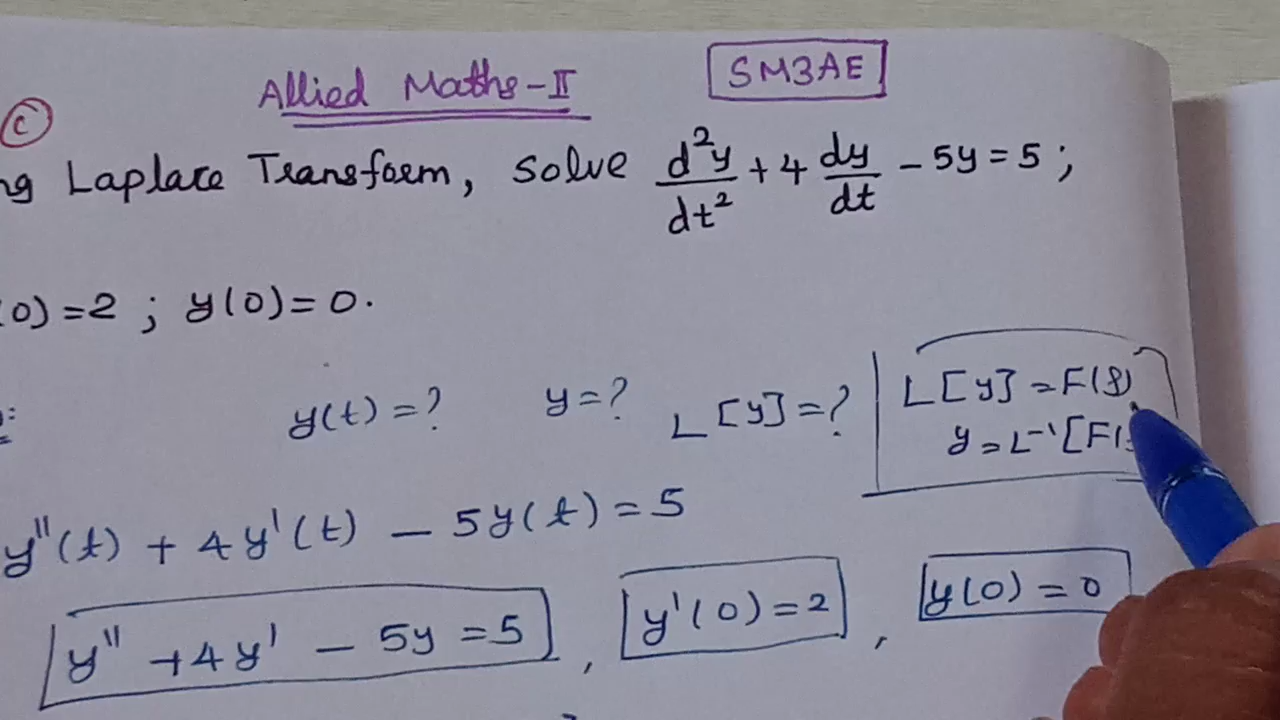 Allied Maths-II SM3AE
(c)
ng Laplace Transform, solve d²y/dt² + 4 dy/dt - 5y = 5 ;
(0) = 2 ; y(0) = 0.
y(t) = ? y = ? L[y] = ? L[y] = F(s)
y = L⁻¹[F(
y''(t) + 4y'(t) - 5y(t) = 5
y'' + 4y' - 5y = 5 , y'(0) = 2 , y(0) = 0